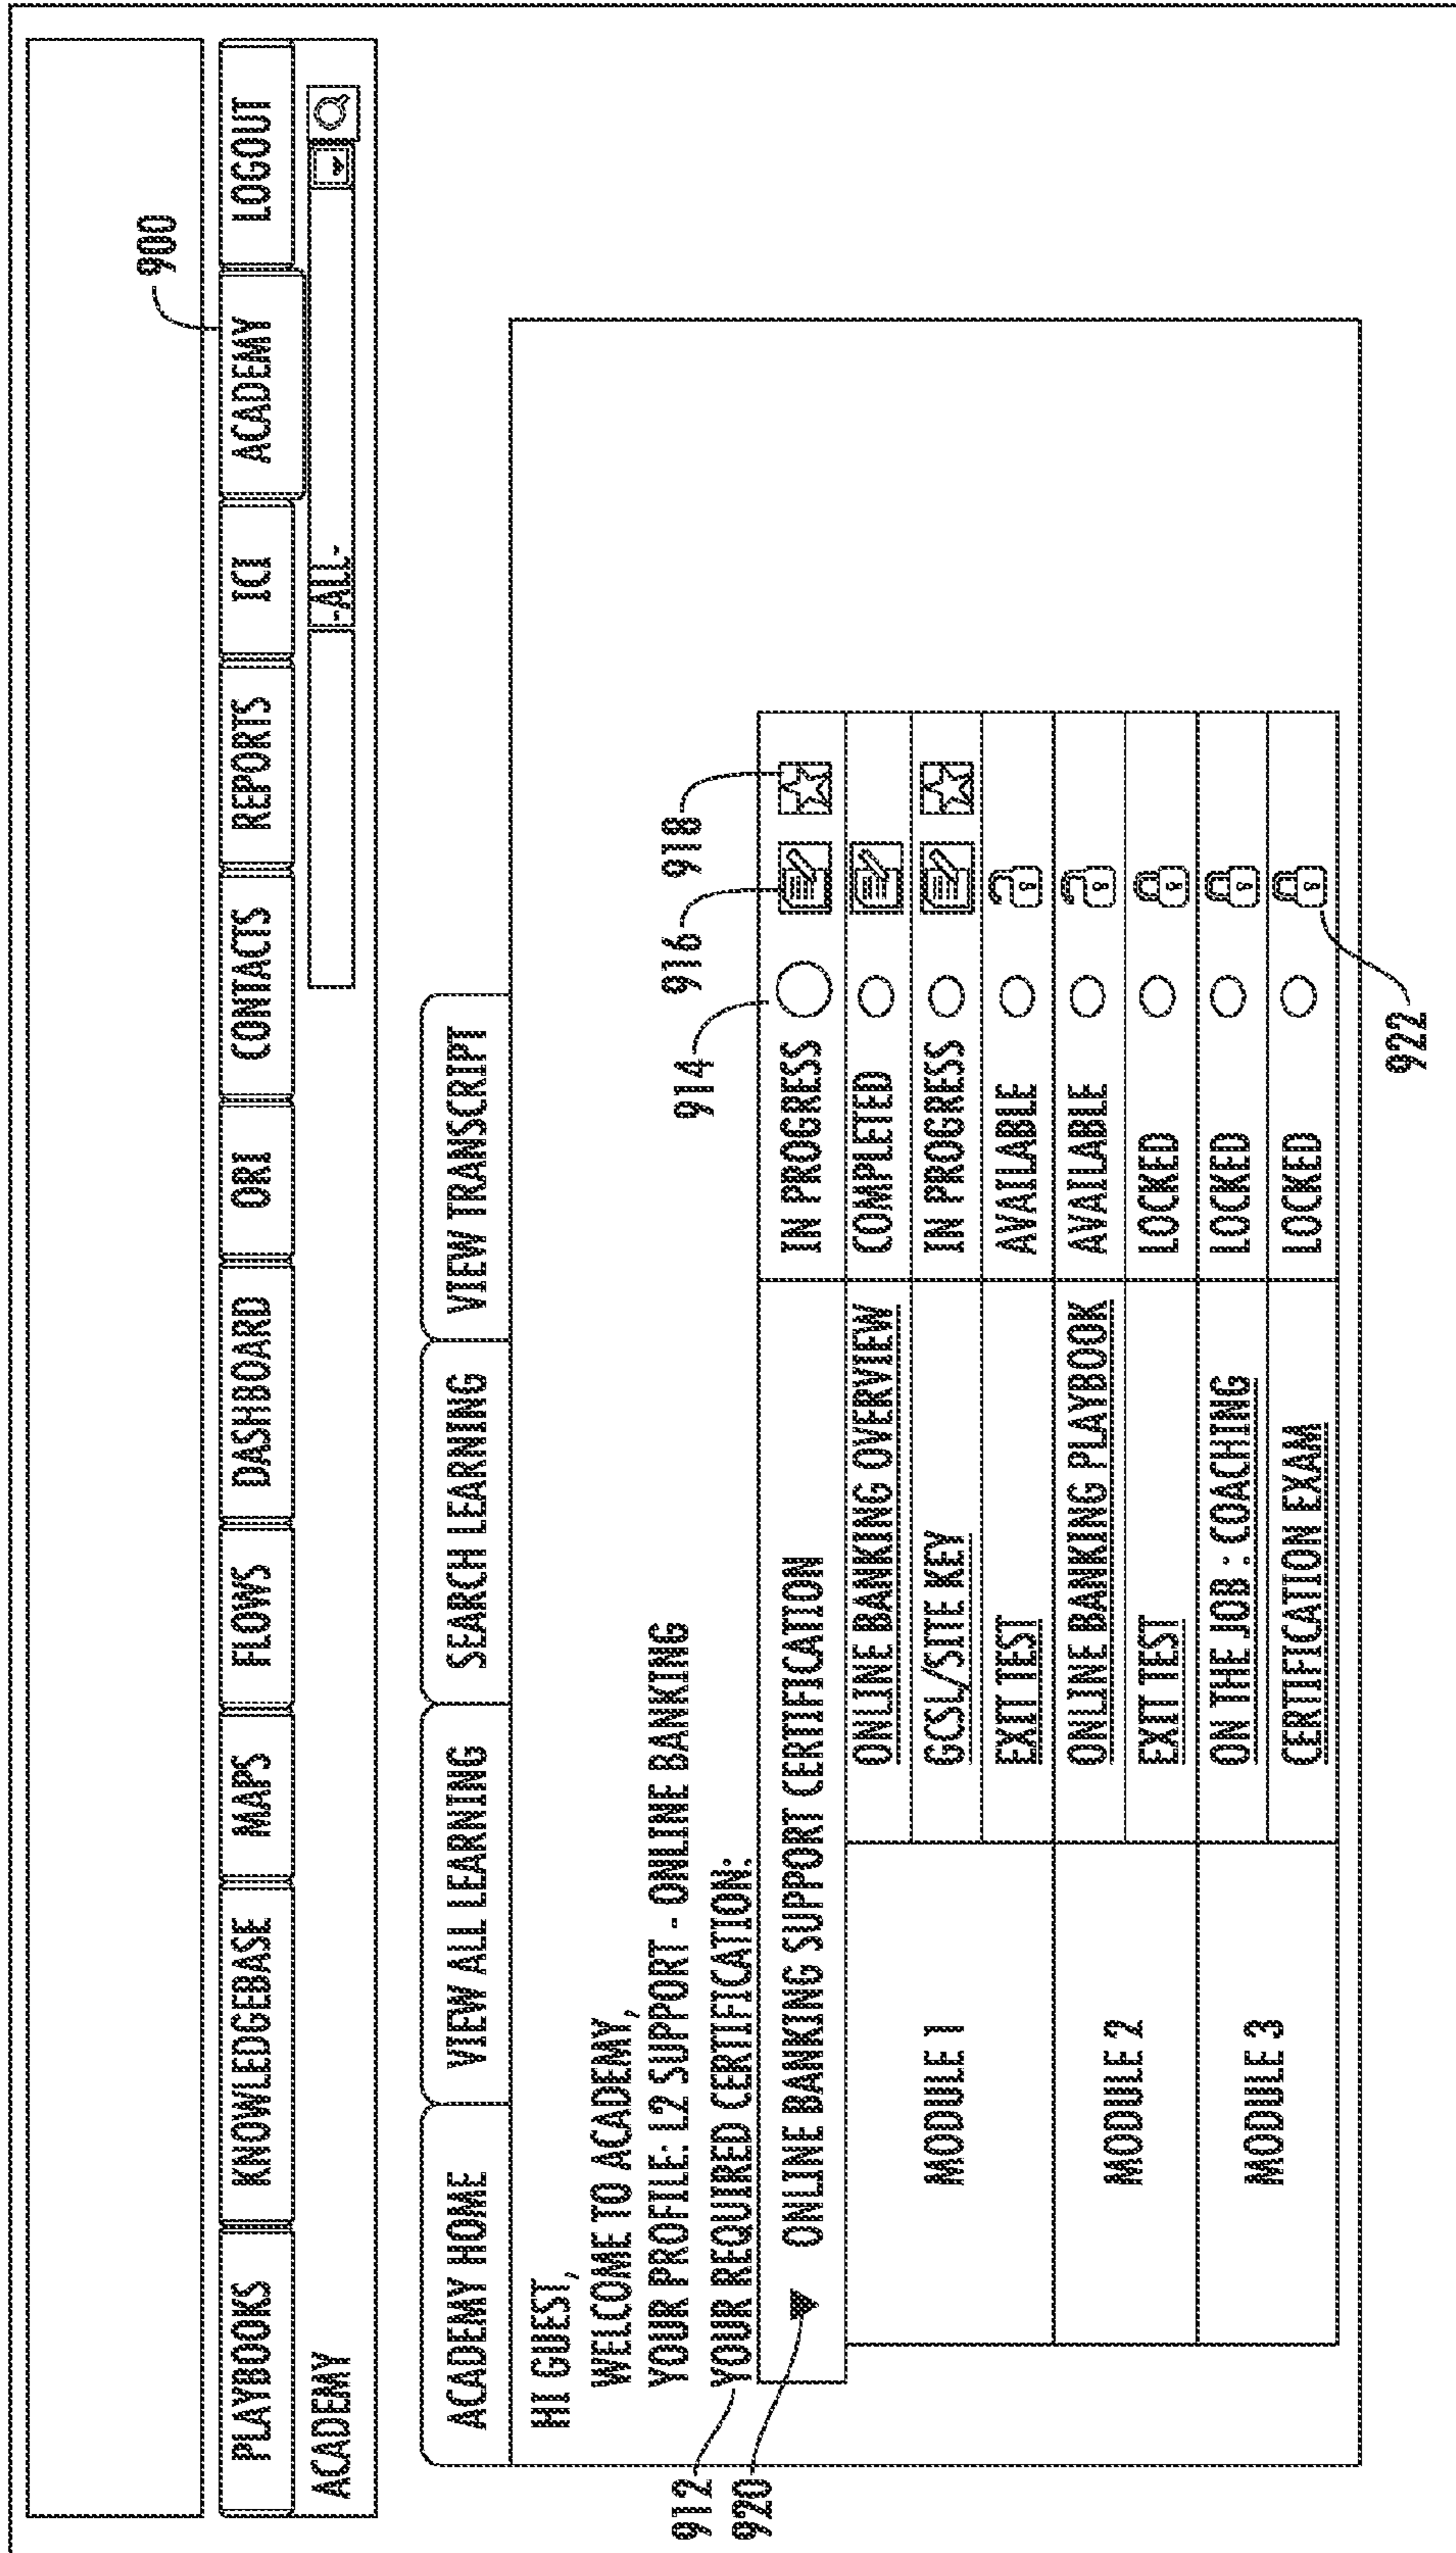 900
PLAYBOOKS KNOWLEDGEBASE MAPS FLOWS DASHBOARD ORI CONTACTS REPORTS ICI ACADEMY LOGOUT
ACADEMY -ALL-
ACADEMY HOME VIEW ALL LEARNING SEARCH LEARNING VIEW TRANSCRIPT
HI GUEST,
WELCOME TO ACADEMY,
YOUR PROFILE: L2 SUPPORT - ONLINE BANKING
YOUR REQUIRED CERTIFICATION.
912
920
914
916
918
ONLINE BANKING SUPPORT CERTIFICATION IN PROGRESS
MODULE 1
ONLINE BANKING OVERVIEW COMPLETED
GCSL/SITE KEY IN PROGRESS
EXIT TEST AVAILABLE
MODULE 2
ONLINE BANKING PLAYBOOK AVAILABLE
EXIT TEST LOCKED
MODULE 3
ON THE JOB : COACHING LOCKED
CERTIFICATION EXAM LOCKED
922